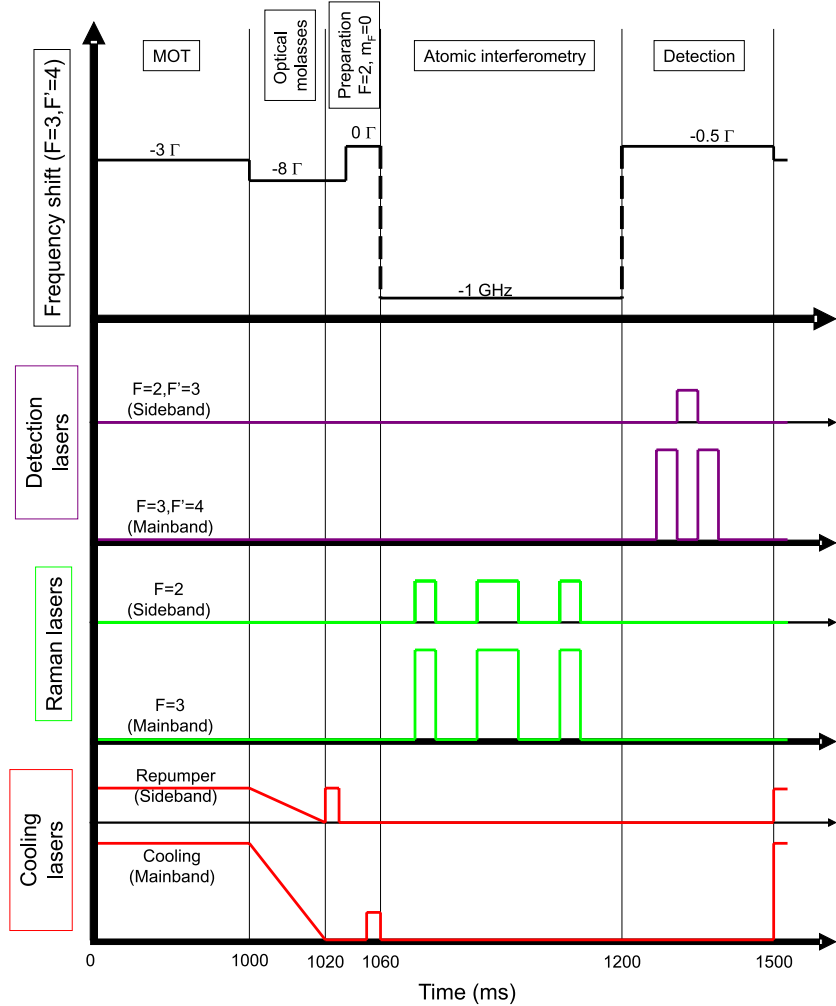 MOT
Optical
molasses
Preparation
F=2, m_F=0
Atomic interferometry
Detection
Frequency shift (F=3,F'=4)
-3 Γ
-8 Γ
0 Γ
-1 GHz
-0.5 Γ
Detection
lasers
F=2,F'=3
(Sideband)
F=3,F'=4
(Mainband)
Raman lasers
F=2
(Sideband)
F=3
(Mainband)
Cooling
lasers
Repumper
(Sideband)
Cooling
(Mainband)
0
1000
1020
1060
1200
1500
Time (ms)